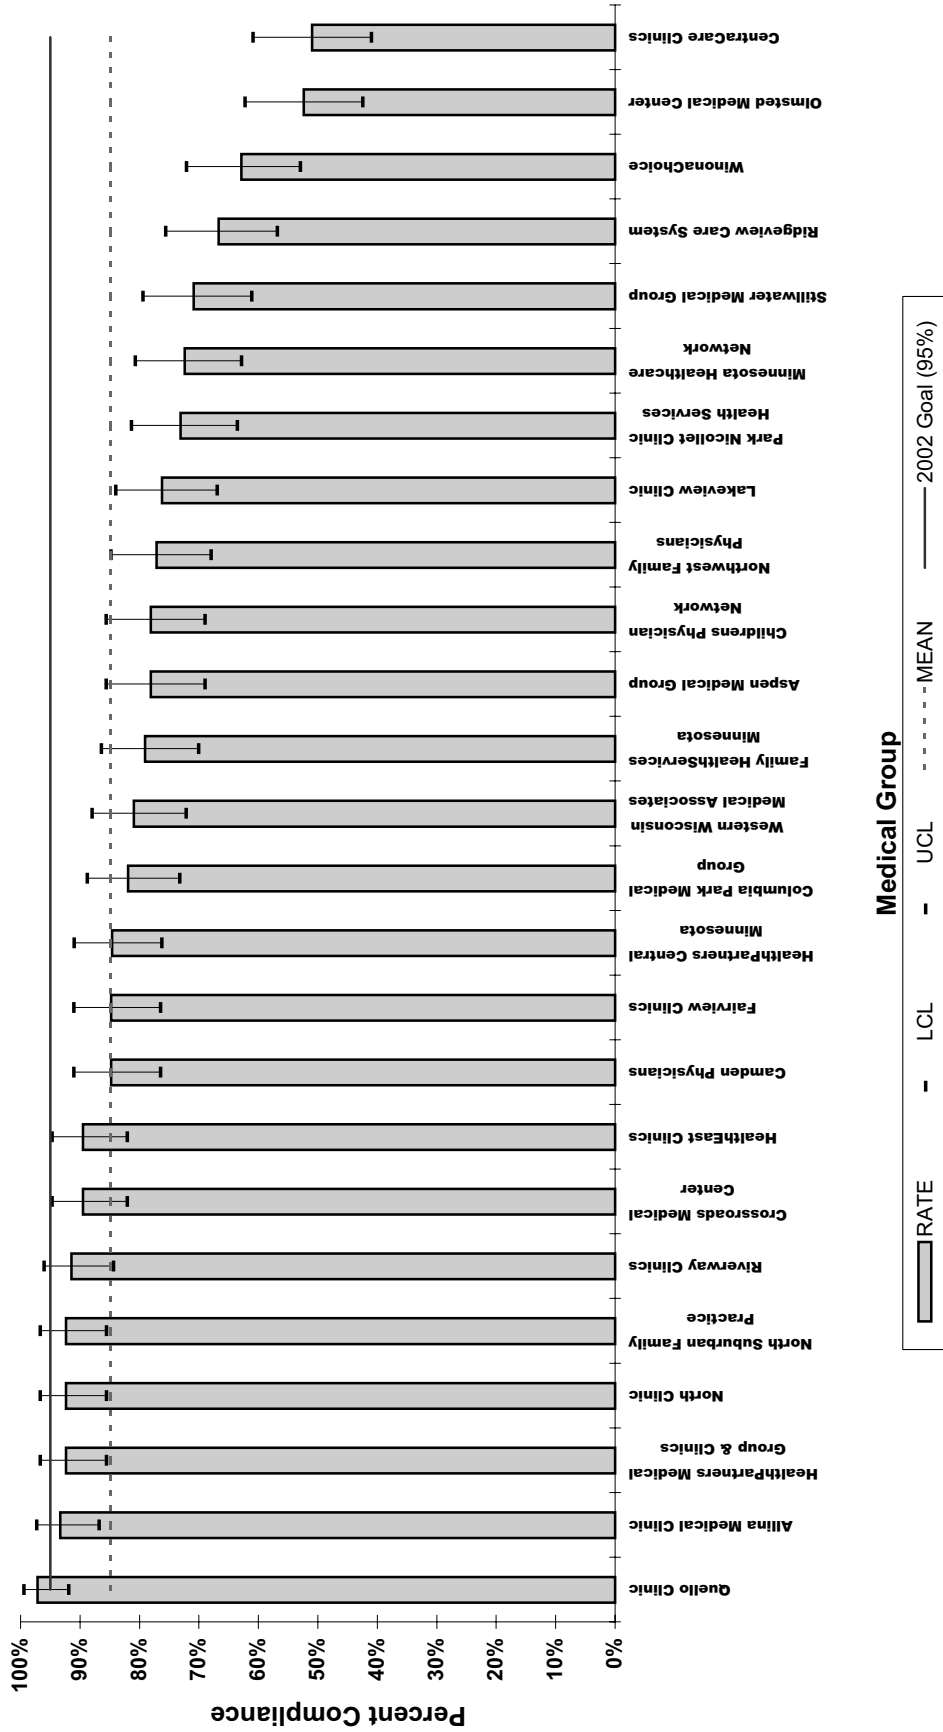 100%
90%
80%
70%
60%
50%
40%
30%
20%
10%
0%
Percent Compliance
Quello Clinic
Allina Medical Clinic
HealthPartners Medical
Group & Clinics
North Clinic
North Suburban Family
Practice
Riverway Clinics
Crossroads Medical
Center
HealthEast Clinics
Camden Physicians
Fairview Clinics
HealthPartners Central
Minnesota
Columbia Park Medical
Group
Western Wisconsin
Medical Associates
Family HealthServices
Minnesota
Aspen Medical Group
Childrens Physician
Network
Northwest Family
Physicians
Lakeview Clinic
Park Nicollet Clinic
Health Services
Minnesota Healthcare
Network
Stillwater Medical Group
Ridgeview Care System
WinonaChoice
Olmsted Medical Center
CentraCare Clinics
Medical Group
RATE LCL UCL MEAN 2002 Goal (95%)